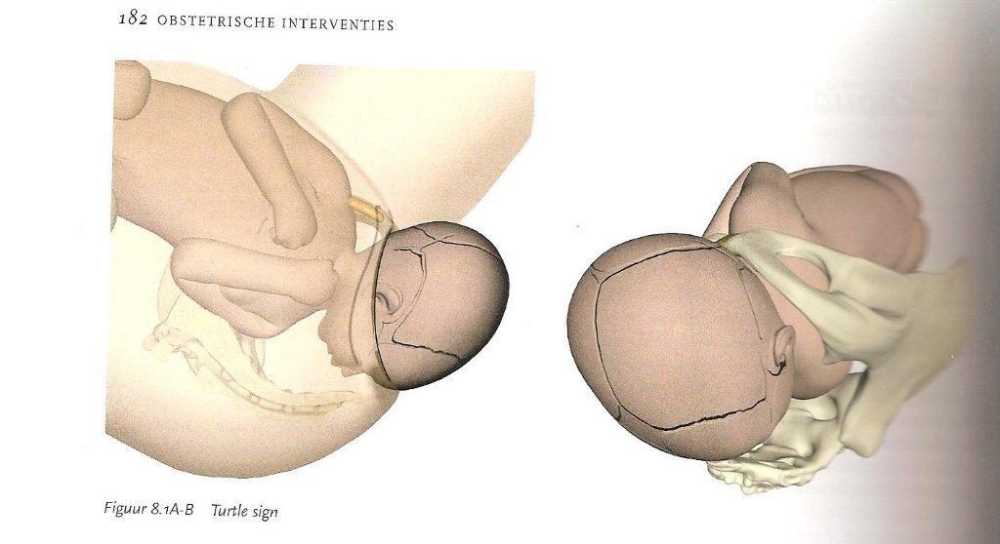 182 OBSTETRISCHE INTERVENTIES
Figuur 8.1A-B Turtle sign